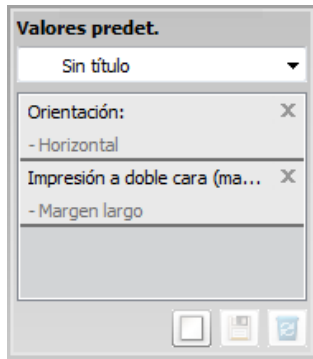 Valores predet.
Sin título
Orientación:
- Horizontal
Impresión a doble cara (ma...
- Margen largo